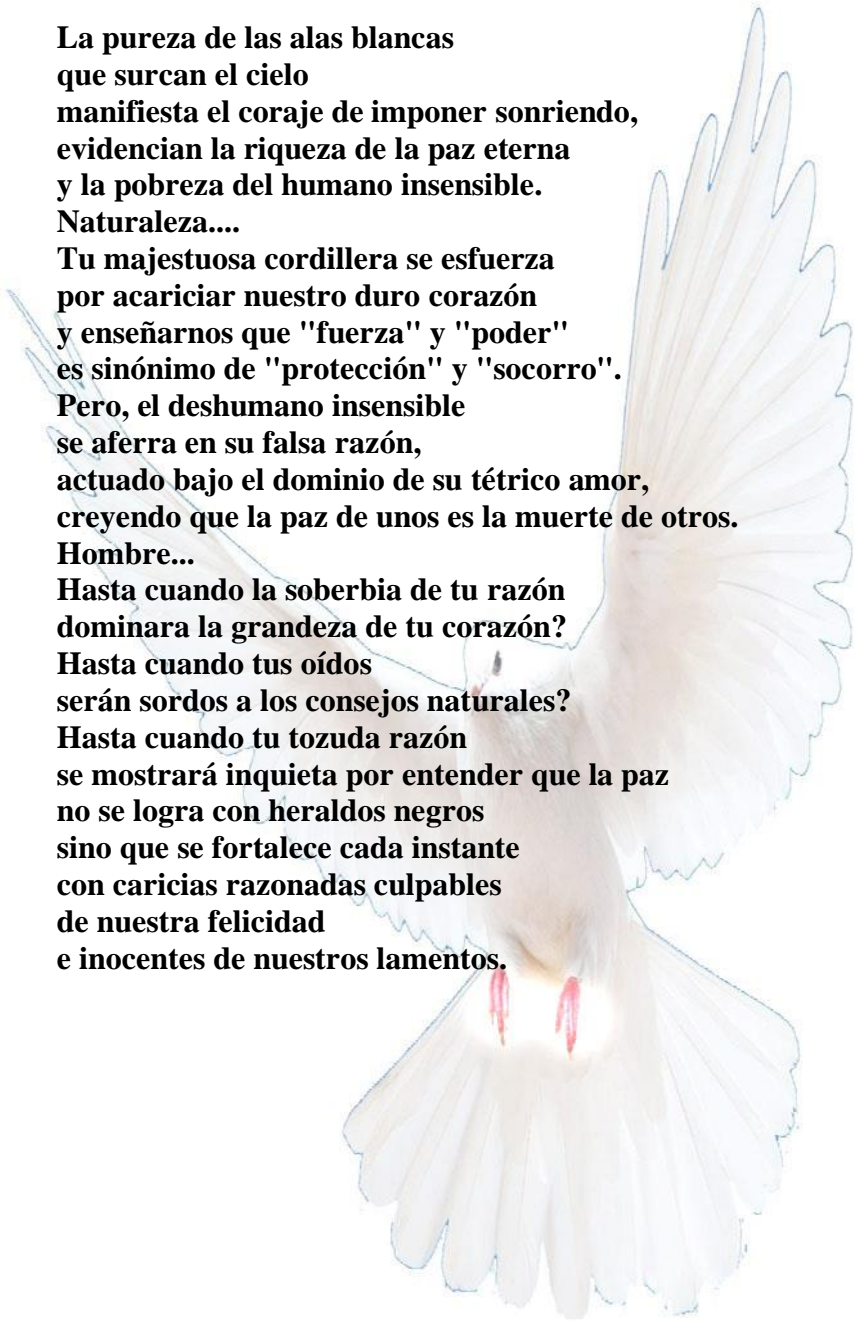 La pureza de las alas blancas
que surcan el cielo
manifiesta el coraje de imponer sonriendo,
evidencian la riqueza de la paz eterna
y la pobreza del humano insensible.
Naturaleza....
Tu majestuosa cordillera se esfuerza
por acariciar nuestro duro corazón
y enseñarnos que "fuerza" y "poder"
es sinónimo de "protección" y "socorro".
Pero, el deshumano insensible
se aferra en su falsa razón,
actuado bajo el dominio de su tétrico amor,
creyendo que la paz de unos es la muerte de otros.
Hombre...
Hasta cuando la soberbia de tu razón
dominara la grandeza de tu corazón?
Hasta cuando tus oídos
serán sordos a los consejos naturales?
Hasta cuando tu tozuda razón
se mostrará inquieta por entender que la paz
no se logra con heraldos negros
sino que se fortalece cada instante
con caricias razonadas culpables
de nuestra felicidad
e inocentes de nuestros lamentos.